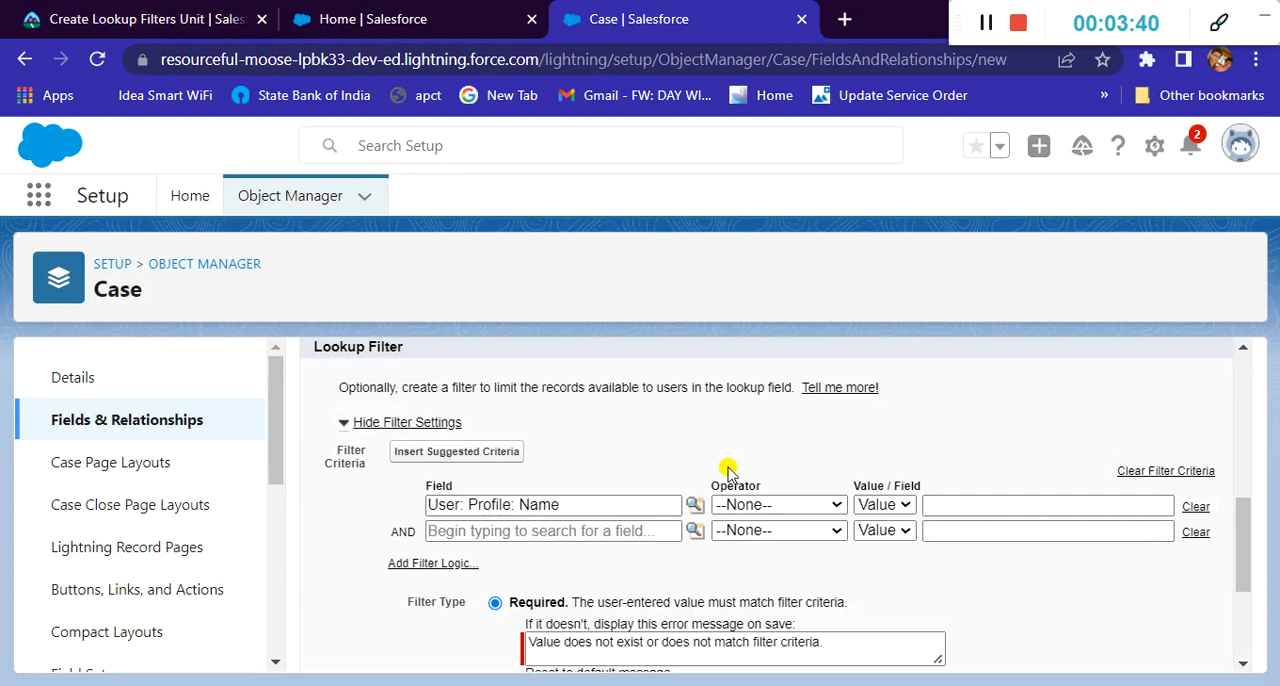 Create Lookup Filters Unit | Sales
Home | Salesforce
Case | Salesforce
00:03:40
resourceful-moose-lpbk33-dev-ed.lightning.force.com/lightning/setup/ObjectManager/Case/FieldsAndRelationships/new
Apps
Idea Smart WiFi
State Bank of India
apct
New Tab
Gmail - FW: DAY WI...
Home
Update Service Order
»
Other bookmarks
Search Setup
2
Setup
Home
Object Manager
SETUP > OBJECT MANAGER
Case
Details
Fields & Relationships
Case Page Layouts
Case Close Page Layouts
Lightning Record Pages
Buttons, Links, and Actions
Compact Layouts
Lookup Filter
Optionally, create a filter to limit the records available to users in the lookup field. Tell me more!
Hide Filter Settings
Filter Criteria
Insert Suggested Criteria
Clear Filter Criteria
Field Operator Value / Field
User: Profile: Name --None-- Value Clear
AND Begin typing to search for a field... --None-- Value Clear
Add Filter Logic...
Filter Type Required. The user-entered value must match filter criteria.
If it doesn't, display this error message on save:
Value does not exist or does not match filter criteria.
Reset to default message